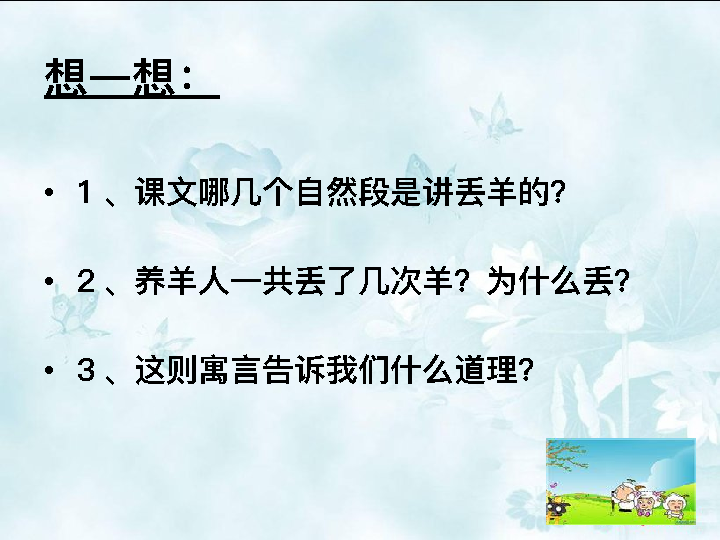 想一想：
• 1、课文哪几个自然段是讲丢羊的？
• 2、养羊人一共丢了几次羊？为什么丢？
• 3、这则寓言告诉我们什么道理？